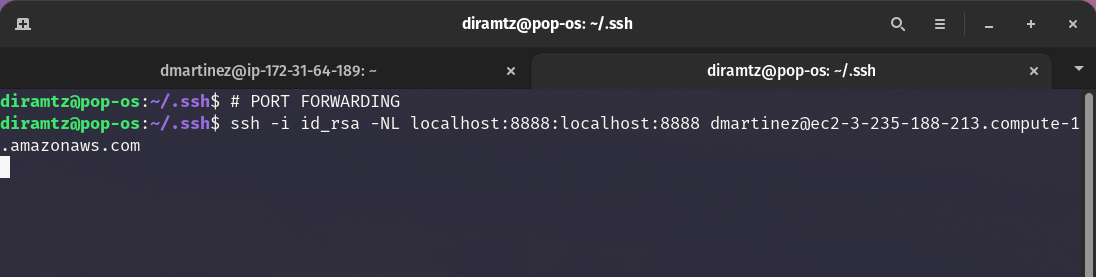 diramtz@pop-os: ~/.ssh
dmartinez@ip-172-31-64-189: ~
diramtz@pop-os: ~/.ssh
diramtz@pop-os:~/.ssh$ # PORT FORWARDING
diramtz@pop-os:~/.ssh$ ssh -i id_rsa -NL localhost:8888:localhost:8888 dmartinez@ec2-3-235-188-213.compute-1
.amazonaws.com